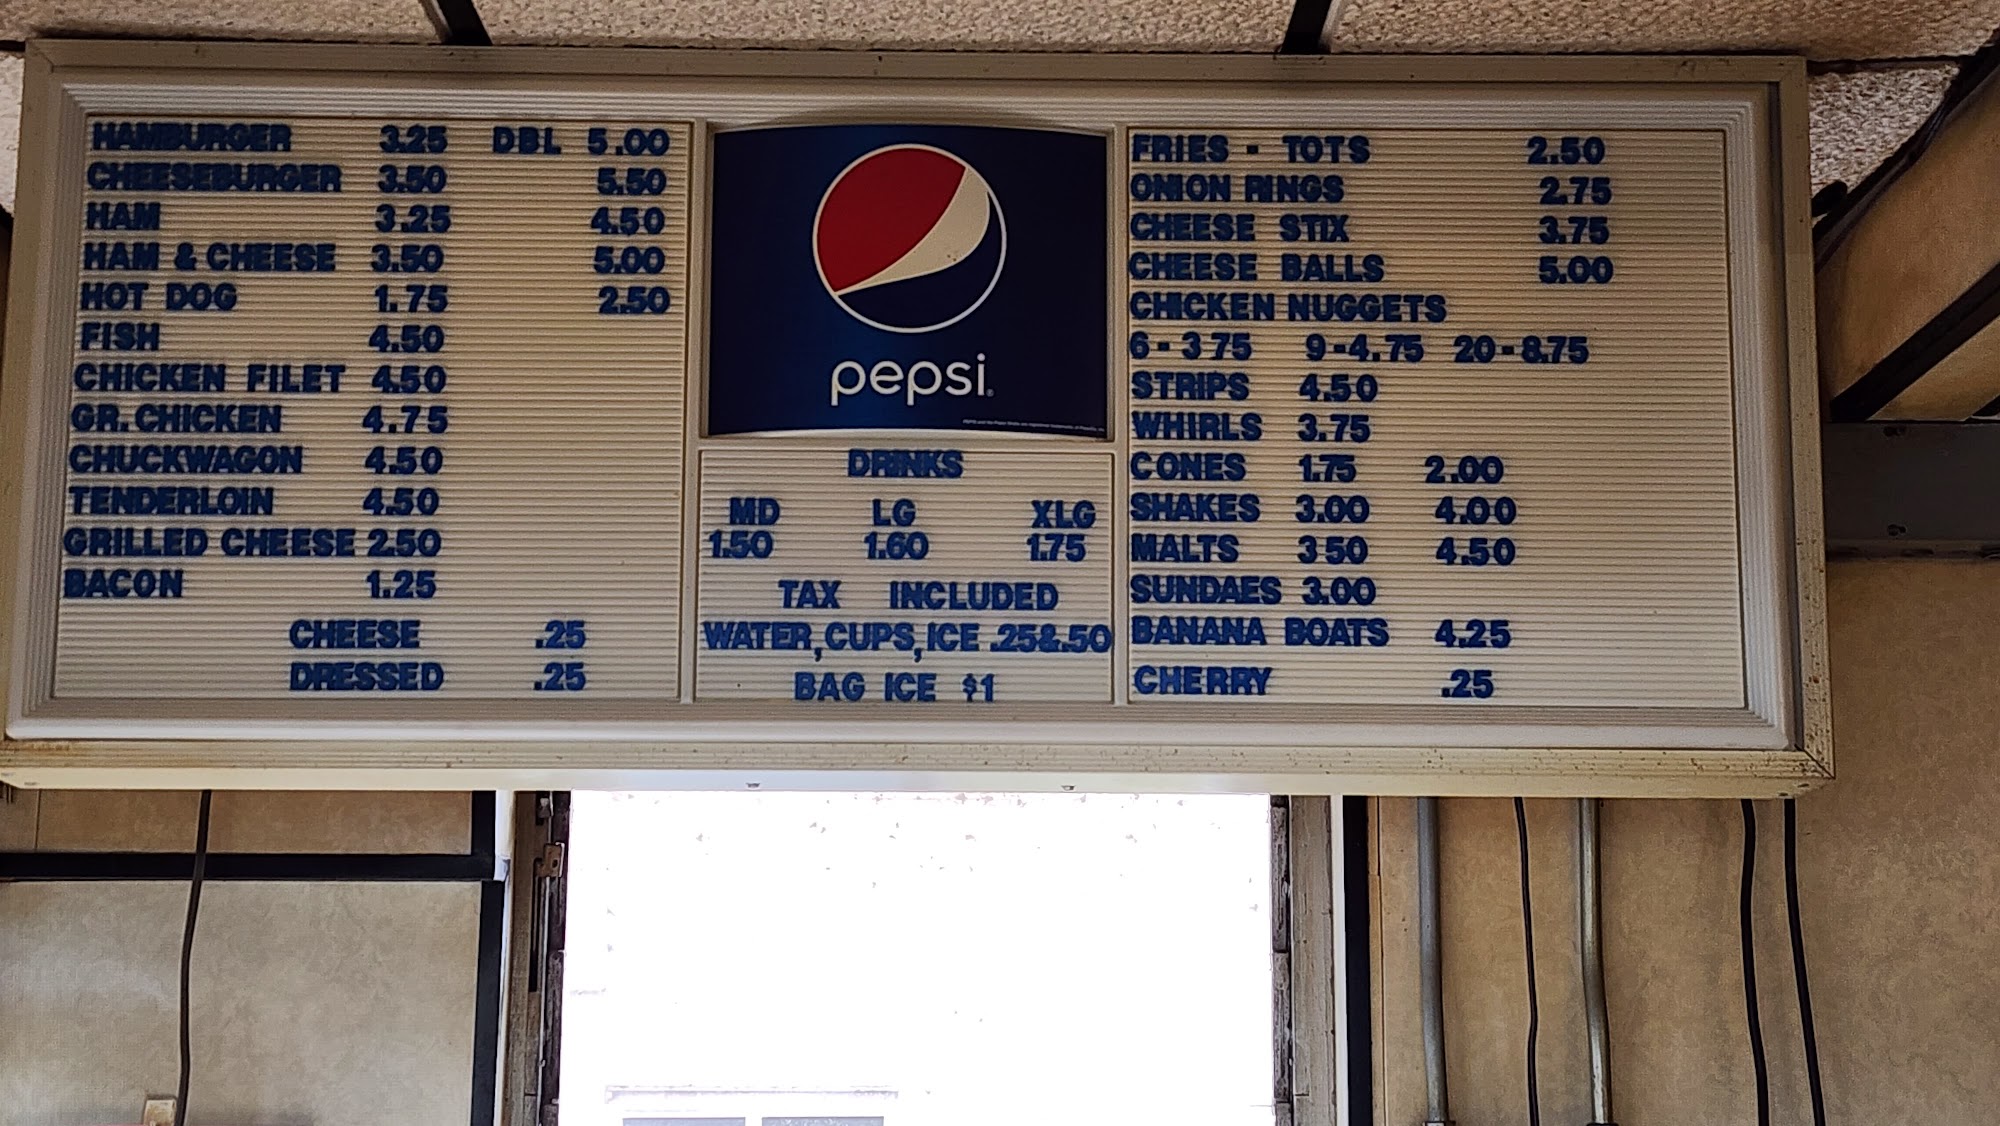 HAMBURGER 3.25 DBL 5.00
CHEESEBURGER 3.50 5.50
HAM 3.25 4.50
HAM & CHEESE 3.50 5.00
HOT DOG 1.75 2.50
FISH 4.50
CHICKEN FILET 4.50
GR. CHICKEN 4.75
CHUCKWAGON 4.50
TENDERLOIN 4.50
GRILLED CHEESE 2.50
BACON 1.25
CHEESE .25
DRESSED .25
pepsi
DRINKS
MD LG XLG
1.50 1.60 1.75
TAX INCLUDED
WATER,CUPS,ICE .25&.50
BAG ICE $1
FRIES - TOTS 2.50
ONION RINGS 2.75
CHEESE STIX 3.75
CHEESE BALLS 5.00
CHICKEN NUGGETS
6 - 3 75 9 -4.75 20 - 8.75
STRIPS 4.50
WHIRLS 3.75
CONES 1.75 2.00
SHAKES 3.00 4.00
MALTS 3 50 4.50
SUNDAES 3.00
BANANA BOATS 4.25
CHERRY .25